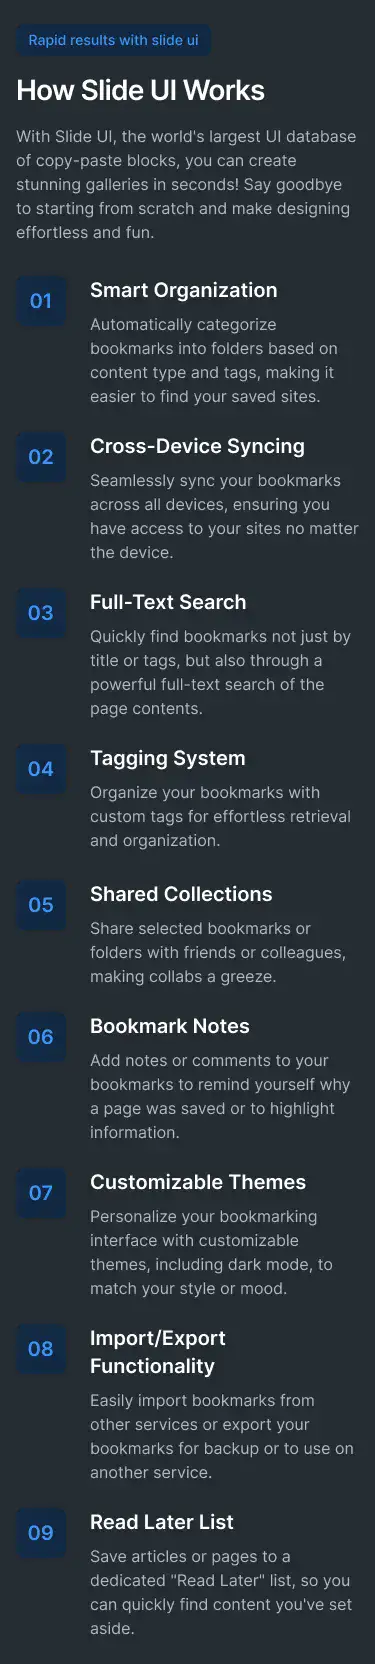 Rapid results with slide ui
How Slide UI Works
With Slide UI, the world's largest UI database
of copy-paste blocks, you can create
stunning galleries in seconds! Say goodbye
to starting from scratch and make designing
effortless and fun.
01
Smart Organization
Automatically categorize
bookmarks into folders based on
content type and tags, making it
easier to find your saved sites.
02
Cross-Device Syncing
Seamlessly sync your bookmarks
across all devices, ensuring you
have access to your sites no matter
the device.
03
Full-Text Search
Quickly find bookmarks not just by
title or tags, but also through a
powerful full-text search of the
page contents.
04
Tagging System
Organize your bookmarks with
custom tags for effortless retrieval
and organization.
05
Shared Collections
Share selected bookmarks or
folders with friends or colleagues,
making collabs a greeze.
06
Bookmark Notes
Add notes or comments to your
bookmarks to remind yourself why
a page was saved or to highlight
information.
07
Customizable Themes
Personalize your bookmarking
interface with customizable
themes, including dark mode, to
match your style or mood.
08
Import/Export
Functionality
Easily import bookmarks from
other services or export your
bookmarks for backup or to use on
another service.
09
Read Later List
Save articles or pages to a
dedicated "Read Later" list, so you
can quickly find content you've set
aside.